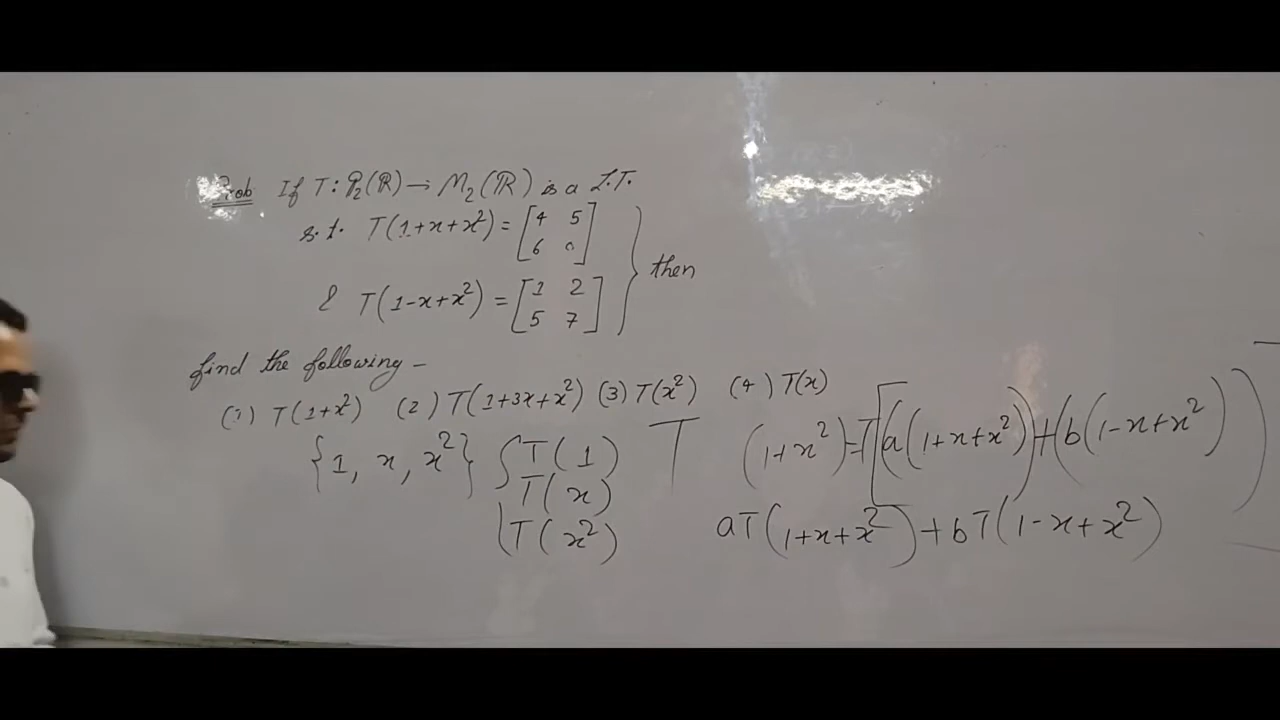 Prob If T: P₂(ℝ) → M₂(ℝ) is a L.T.
s.t. T(1+x+x²) = [4 5
6 0]
& T(1-x+x²) = [1 2
5 7]
} then
find the following -
(1) T(1+x²) (2) T(1+3x+x²) (3) T(x²) (4) T(x)
{1, x, x²} { T(1)
T(x)
T(x²)
T (1+x²) = T[a(1+x+x²) + (b(1-x+x²))
aT(1+x+x²) + bT(1-x+x²)